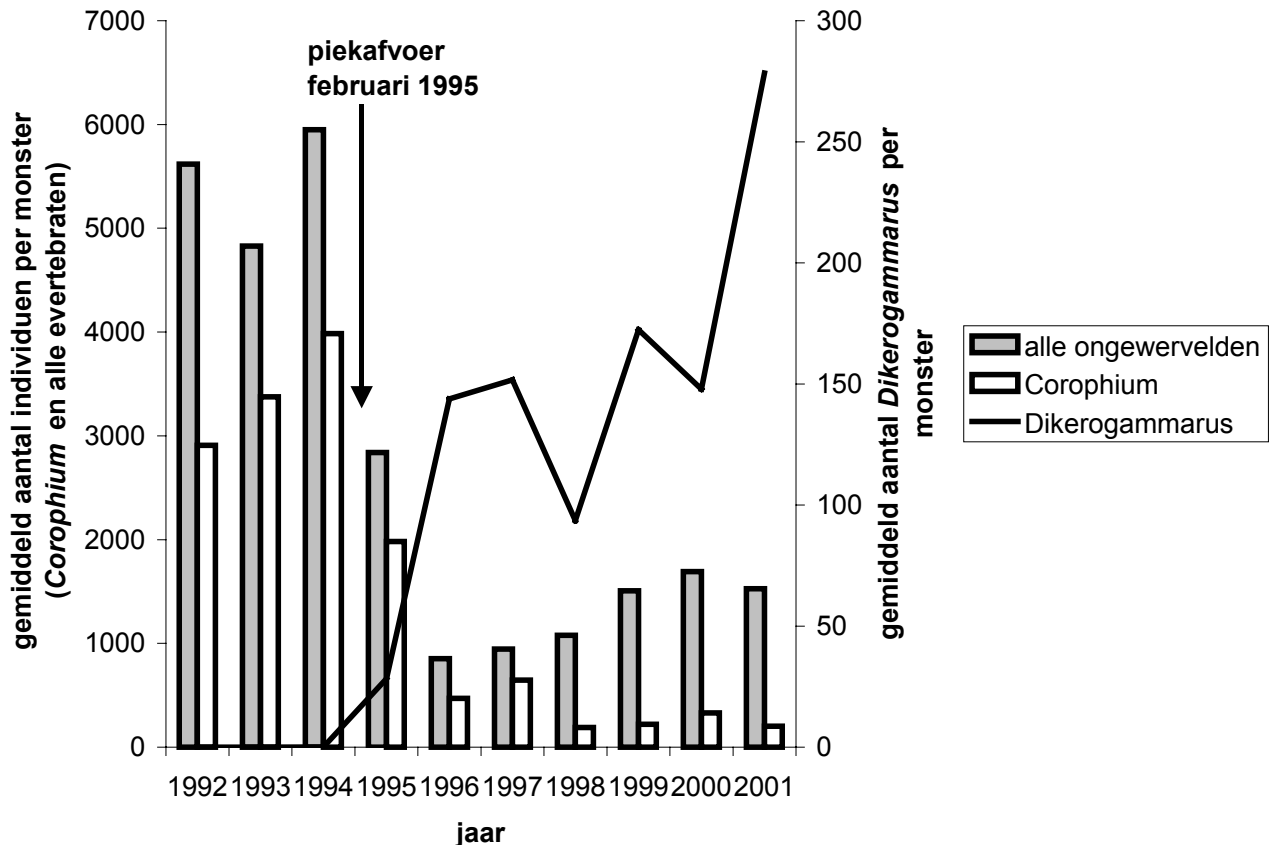 7000
6000
5000
4000
3000
2000
1000
0
gemiddeld aantal individuen per monster
(Corophium en alle evertebraten)
piekafvoer
februari 1995
300
250
200
150
100
50
0
gemiddeld aantal Dikerogammarus per
monster
alle ongewervelden
Corophium
Dikerogammarus
1992 1993 1994 1995 1996 1997 1998 1999 2000 2001
jaar